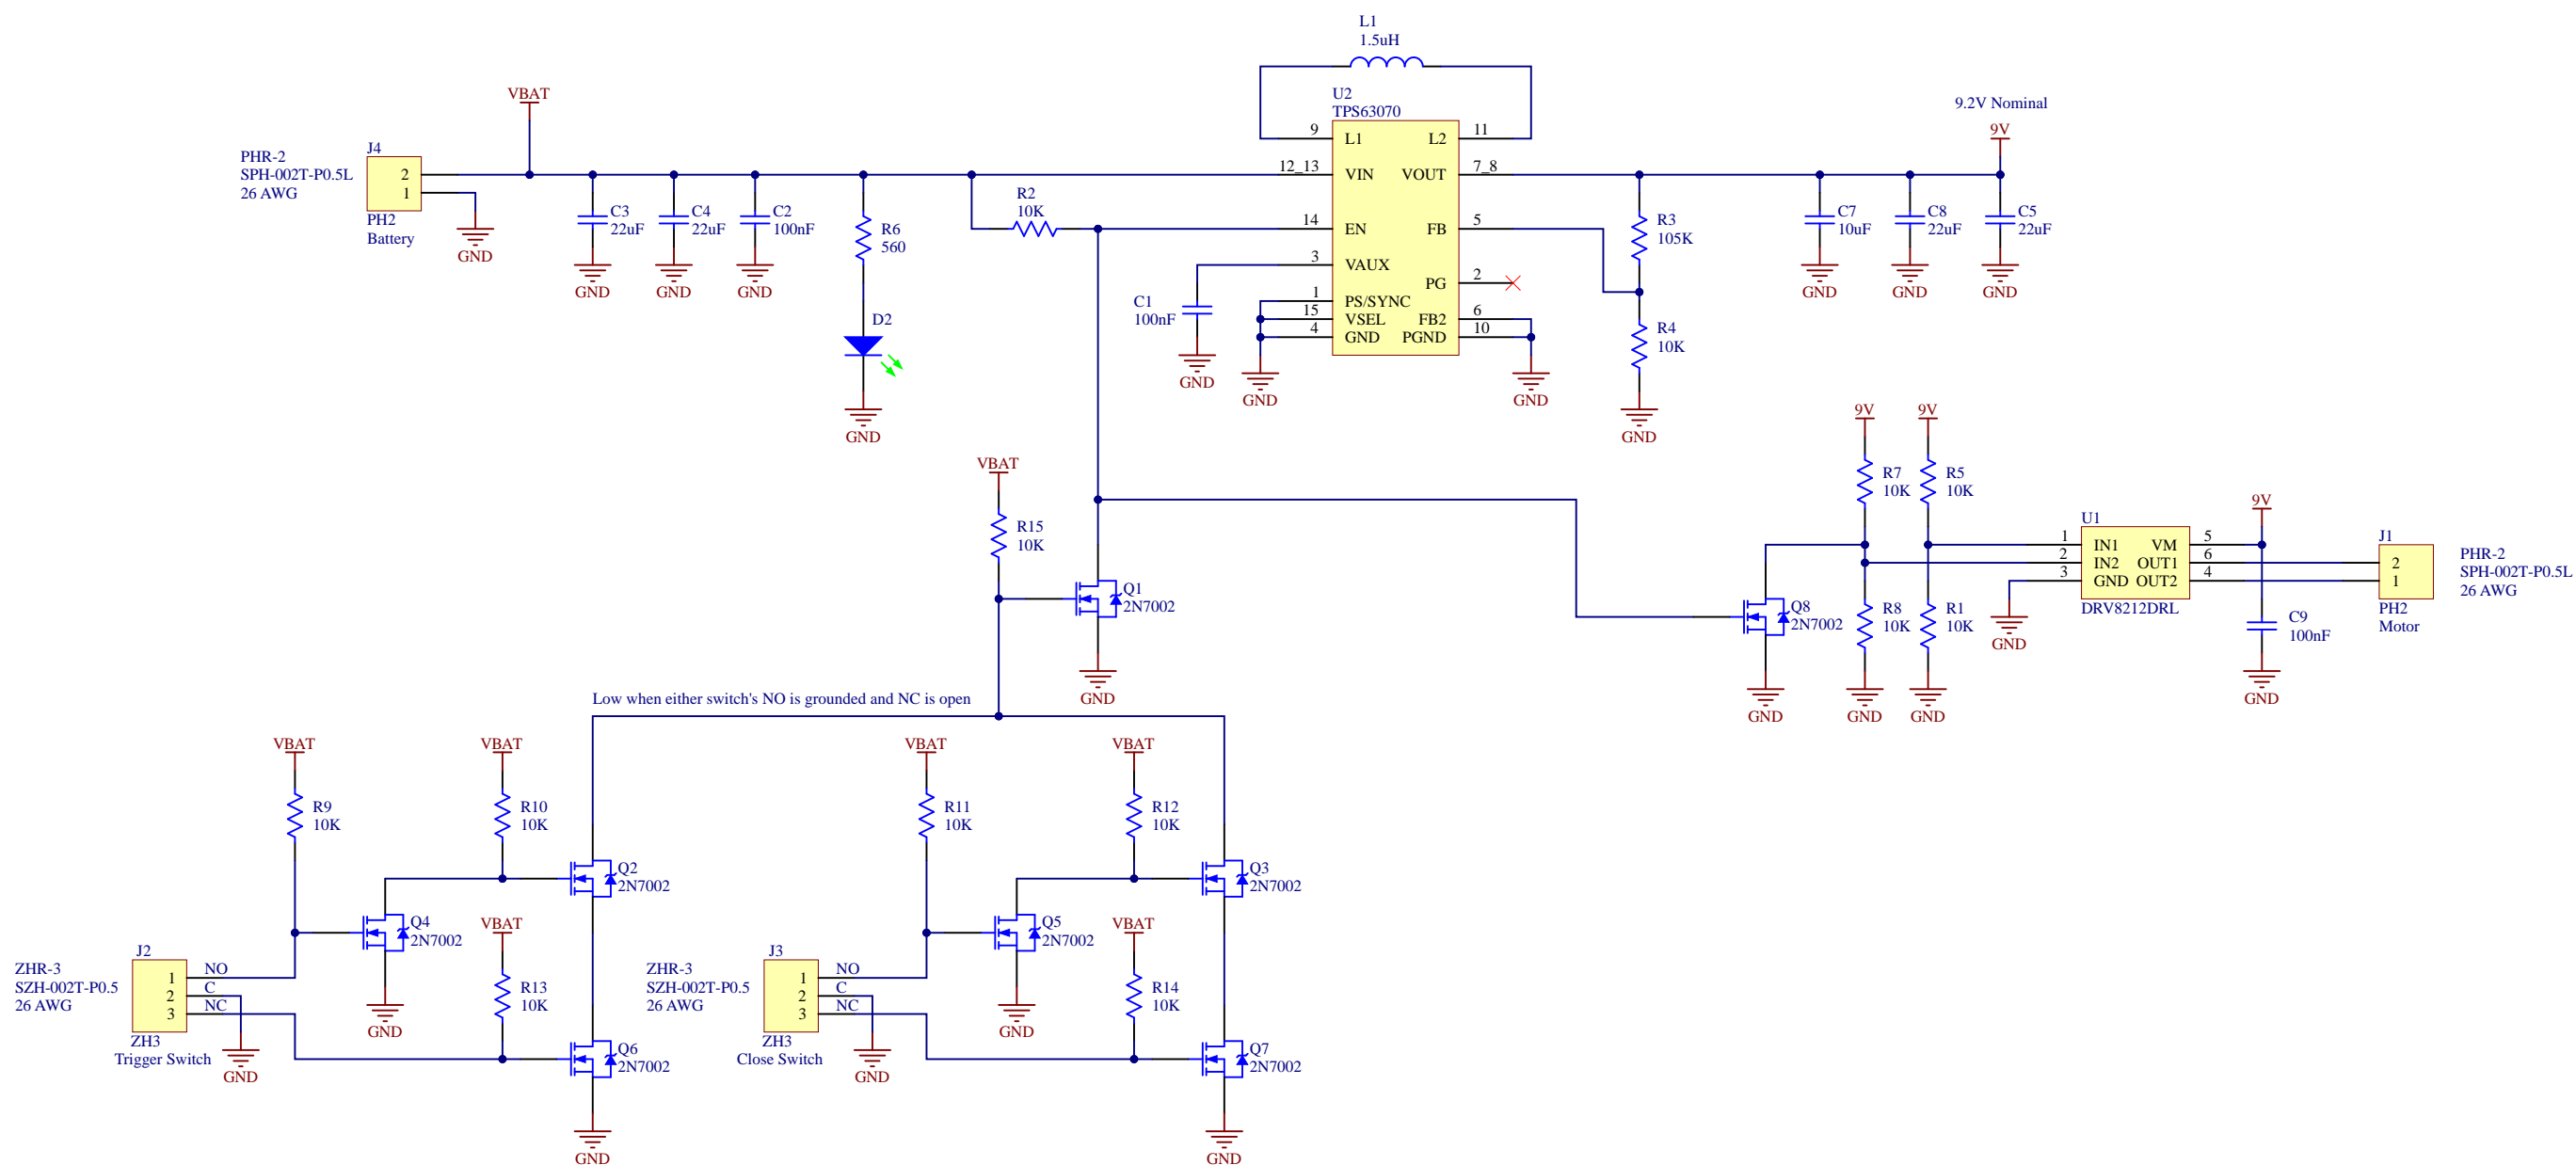 L1
1.5uH
U2
TPS63070
9 L1 L2 11
12_13 VIN VOUT 7_8
14 EN FB 5
3 VAUX
PG 2
1 PS/SYNC
15 VSEL FB2 6
4 GND PGND 10
VBAT
PHR-2
SPH-002T-P0.5L
26 AWG
J4
2
1
PH2
Battery
GND
C3
22uF
GND
C4
22uF
GND
C2
100nF
GND
R6
560
D2
GND
R2
10K
C1
100nF
GND
GND
GND
R3
105K
R4
10K
GND
9.2V Nominal
9V
C7
10uF
GND
C8
22uF
GND
C5
22uF
GND
VBAT
R15
10K
Q1
2N7002
GND
9V
9V
R7
10K
R5
10K
Q8
2N7002
GND
R8
10K
GND
R1
10K
GND
U1
1 IN1 VM 5
2 IN2 OUT1 6
3 GND OUT2 4
DRV8212DRL
GND
9V
C9
100nF
GND
J1
2
1
PH2
Motor
PHR-2
SPH-002T-P0.5L
26 AWG
Low when either switch's NO is grounded and NC is open
VBAT
R9
10K
VBAT
R10
10K
Q2
2N7002
Q4
2N7002
GND
VBAT
R13
10K
Q6
2N7002
GND
ZHR-3
SZH-002T-P0.5
26 AWG
J2
1 NO
2 C
3 NC
ZH3
Trigger Switch
GND
VBAT
R11
10K
VBAT
R12
10K
Q3
2N7002
Q5
2N7002
GND
VBAT
R14
10K
Q7
2N7002
GND
ZHR-3
SZH-002T-P0.5
26 AWG
J3
1 NO
2 C
3 NC
ZH3
Close Switch
GND